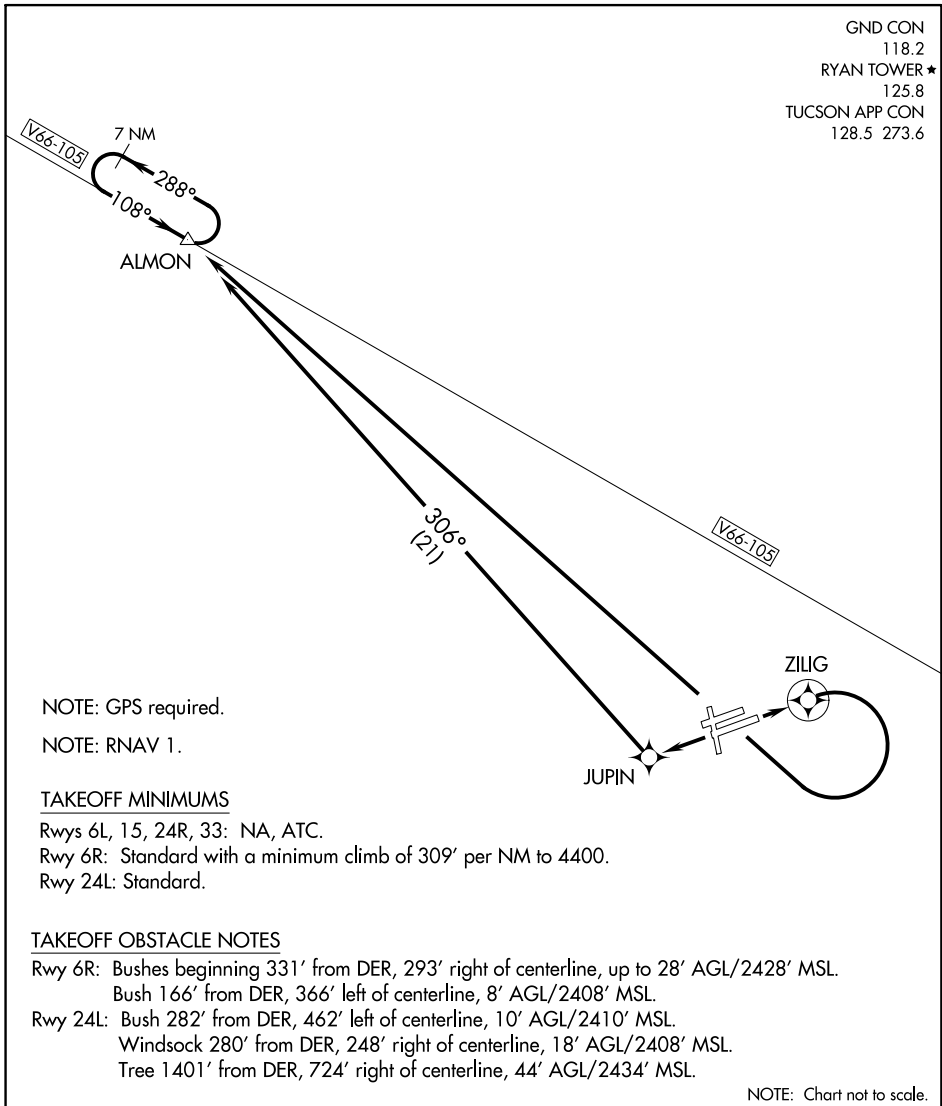 GND CON
118.2
RYAN TOWER ★
125.8
TUCSON APP CON
128.5 273.6
V66-105
7 NM
288°
108°
ALMON
306°
(21)
V66-105
ZILIG
JUPIN
NOTE: GPS required.
NOTE: RNAV 1.
TAKEOFF MINIMUMS
Rwys 6L, 15, 24R, 33: NA, ATC.
Rwy 6R: Standard with a minimum climb of 309' per NM to 4400.
Rwy 24L: Standard.
TAKEOFF OBSTACLE NOTES
Rwy 6R: Bushes beginning 331' from DER, 293' right of centerline, up to 28' AGL/2428' MSL.
Bush 166' from DER, 366' left of centerline, 8' AGL/2408' MSL.
Rwy 24L: Bush 282' from DER, 462' left of centerline, 10' AGL/2410' MSL.
Windsock 280' from DER, 248' right of centerline, 18' AGL/2408' MSL.
Tree 1401' from DER, 724' right of centerline, 44' AGL/2434' MSL.
NOTE: Chart not to scale.